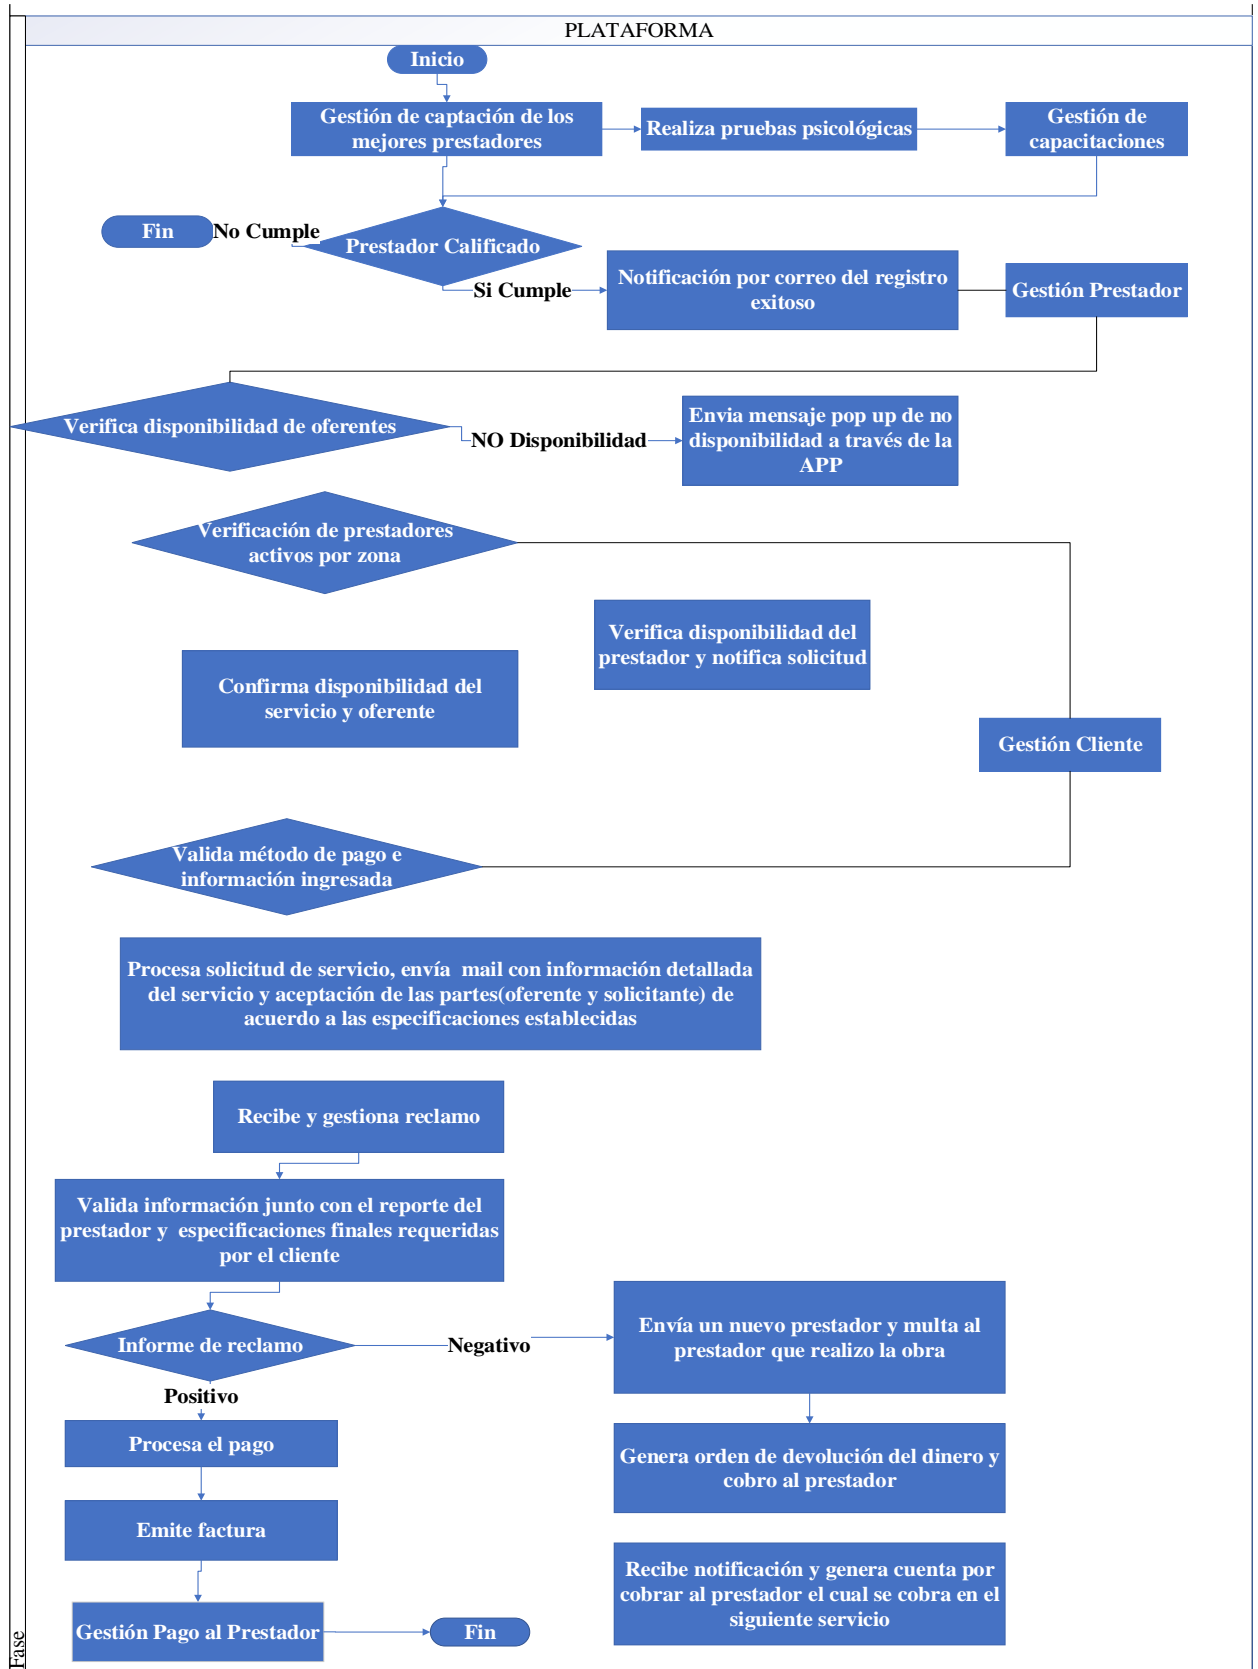 PLATAFORMA
Inicio
Gestión de captación de los
mejores prestadores
Realiza pruebas psicológicas
Gestión de
capacitaciones
Fin
No Cumple
Prestador Calificado
Si Cumple
Notificación por correo del registro
exitoso
Gestión Prestador
Verifica disponibilidad de oferentes
NO Disponibilidad
Envia mensaje pop up de no
disponibilidad a través de la
APP
Verificación de prestadores
activos por zona
Verifica disponibilidad del
prestador y notifica solicitud
Confirma disponibilidad del
servicio y oferente
Gestión Cliente
Valida método de pago e
información ingresada
Procesa solicitud de servicio, envía  mail con información detallada
del servicio y aceptación de las partes(oferente y solicitante) de
acuerdo a las especificaciones establecidas
Recibe y gestiona reclamo
Valida información junto con el reporte del
prestador y  especificaciones finales requeridas
por el cliente
Informe de reclamo
Negativo
Envía un nuevo prestador y multa al
prestador que realizo la obra
Positivo
Procesa el pago
Genera orden de devolución del dinero y
cobro al prestador
Emite factura
Recibe notificación y genera cuenta por
cobrar al prestador el cual se cobra en el
siguiente servicio
Gestión Pago al Prestador
Fin
Fase